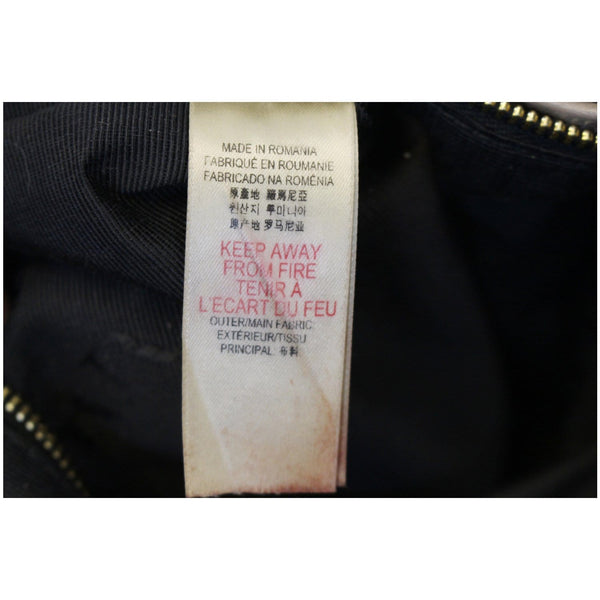 MADE IN ROMANIA
FABRIQUÉ EN ROUMANIE
FABRICADO NA ROMÉNIA
原產地 羅馬尼亞
원산지 루마니아
原产地 罗马尼亚
KEEP AWAY
FROM FIRE
TENIR A
L'ECART DU FEU
OUTER/MAIN FABRIC:
EXTÉRIEUR/TISSU
PRINCIPAL: 布料